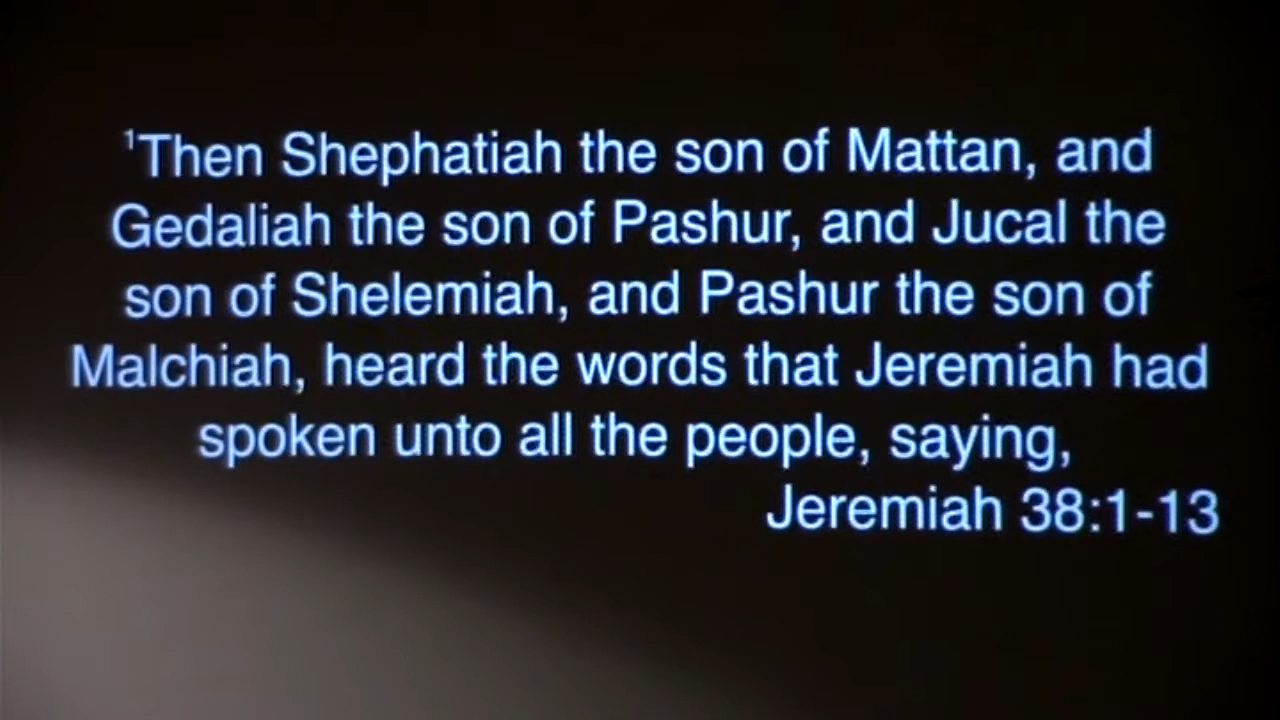 ¹Then Shephatiah the son of Mattan, and
Gedaliah the son of Pashur, and Jucal the
son of Shelemiah, and Pashur the son of
Malchiah, heard the words that Jeremiah had
spoken unto all the people, saying,
Jeremiah 38:1-13